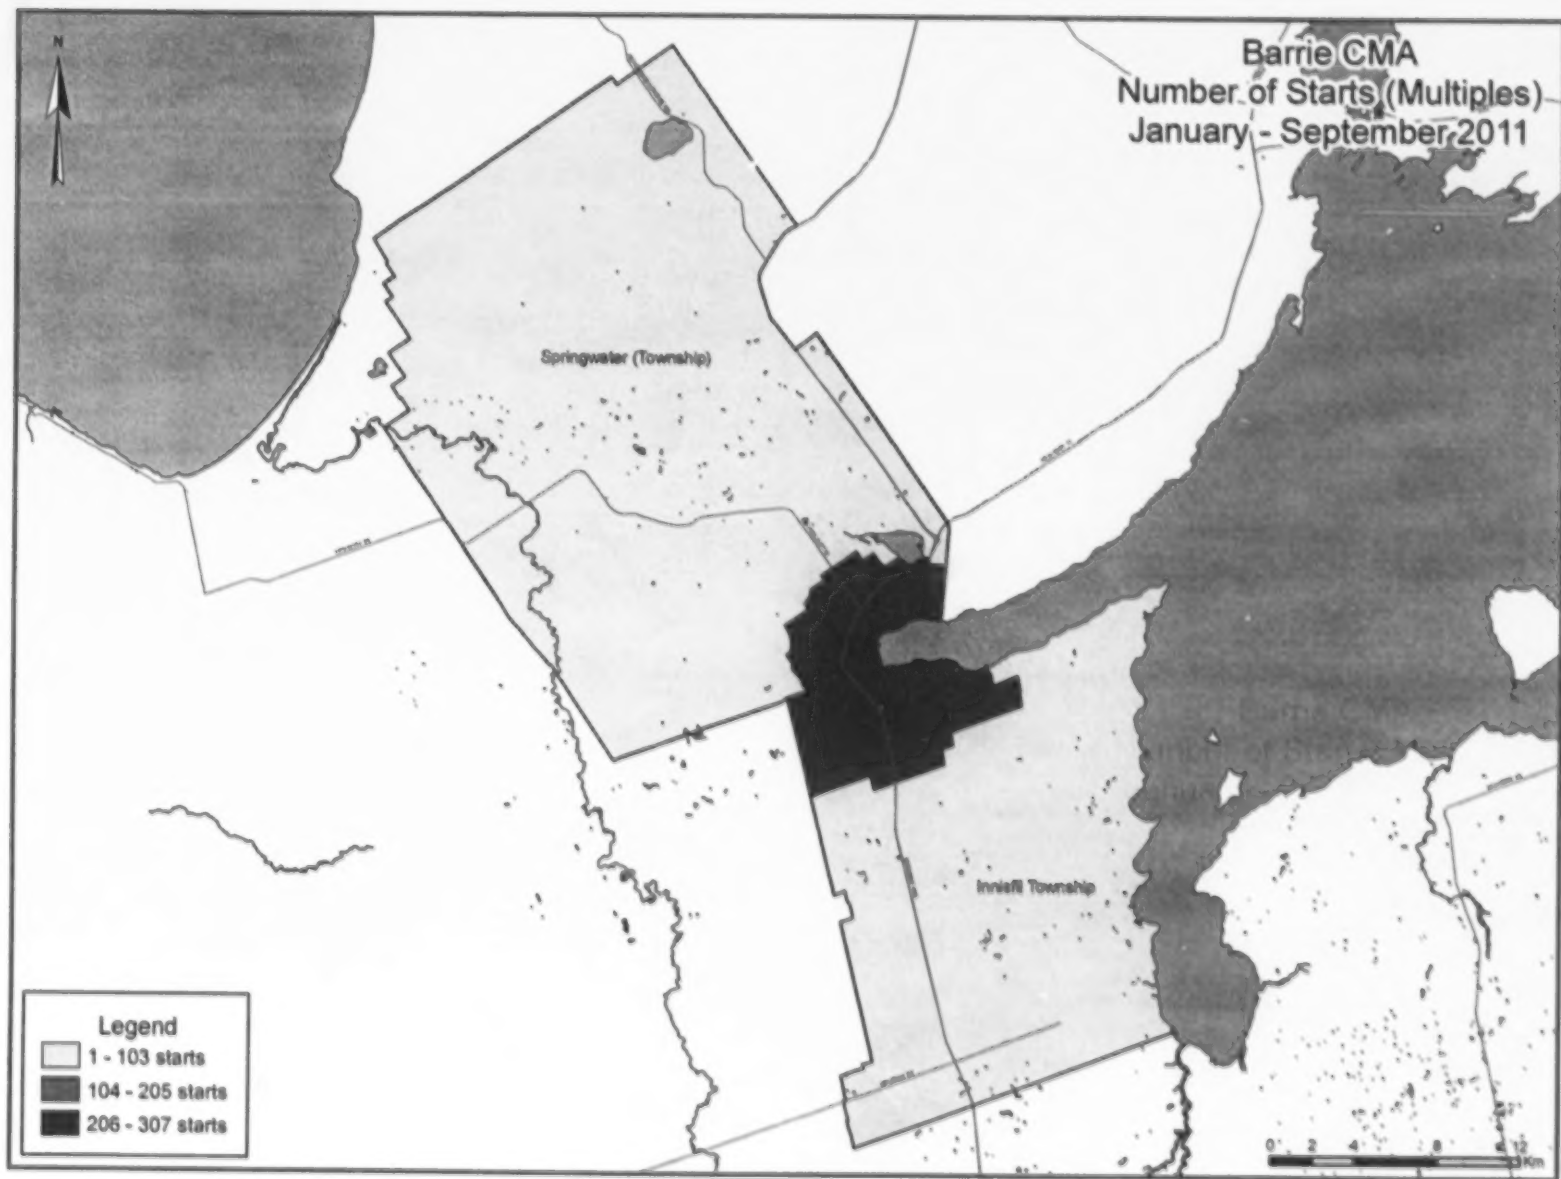 Barrie CMA
Number of Starts (Multiples)
January - September 2011
N
Springwater (Township)
Innisfil Township
Legend
1 - 103 starts
104 - 205 starts
206 - 307 starts
0 2 4 8 12
Km